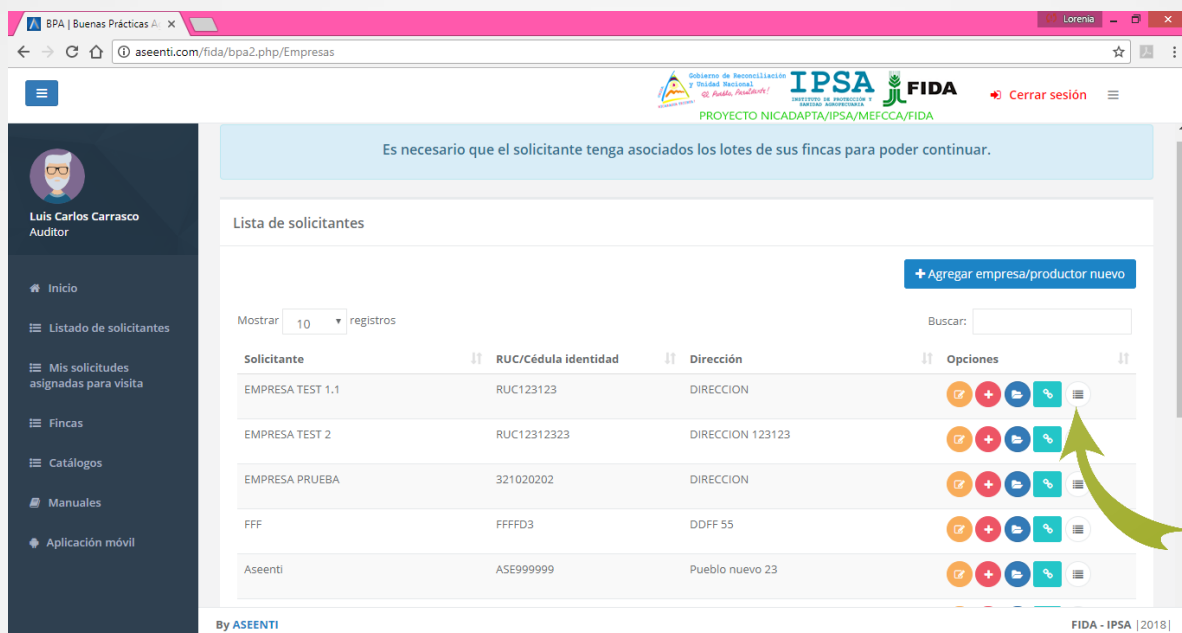 BPA | Buenas Prácticas A
Lorenia
aseenti.com/fida/bpa2.php/Empresas
Gobierno de Reconciliación
y Unidad Nacional
El Pueblo, Presidente!
IPSA
INSTITUTO DE PROTECCIÓN Y
SANIDAD AGROPECUARIA
FIDA
PROYECTO NICADAPTA/IPSA/MEFCCA/FIDA
Cerrar sesión
Luis Carlos Carrasco
Auditor
Inicio
Listado de solicitantes
Mis solicitudes
asignadas para visita
Fincas
Catálogos
Manuales
Aplicación móvil
Es necesario que el solicitante tenga asociados los lotes de sus fincas para poder continuar.
Lista de solicitantes
+ Agregar empresa/productor nuevo
Mostrar 10 registros
Buscar:
Solicitante RUC/Cédula identidad Dirección Opciones
EMPRESA TEST 1.1 RUC123123 DIRECCION
EMPRESA TEST 2 RUC12312323 DIRECCION 123123
EMPRESA PRUEBA 321020202 DIRECCION
FFF FFFFD3 DDFF 55
Aseenti ASE999999 Pueblo nuevo 23
By ASEENTI
FIDA - IPSA |2018|